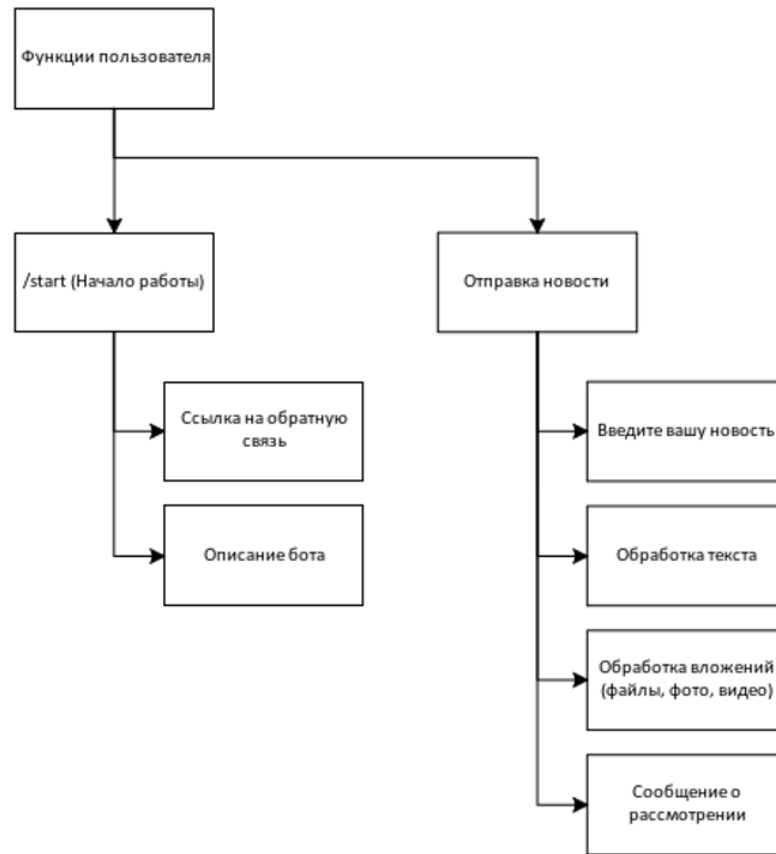 Функции пользователя
/start (Начало работы)
Отправка новости
Ссылка на обратную
связь
Введите вашу новость
Описание бота
Обработка текста
Обработка вложений
(файлы, фото, видео)
Сообщение о
рассмотрении